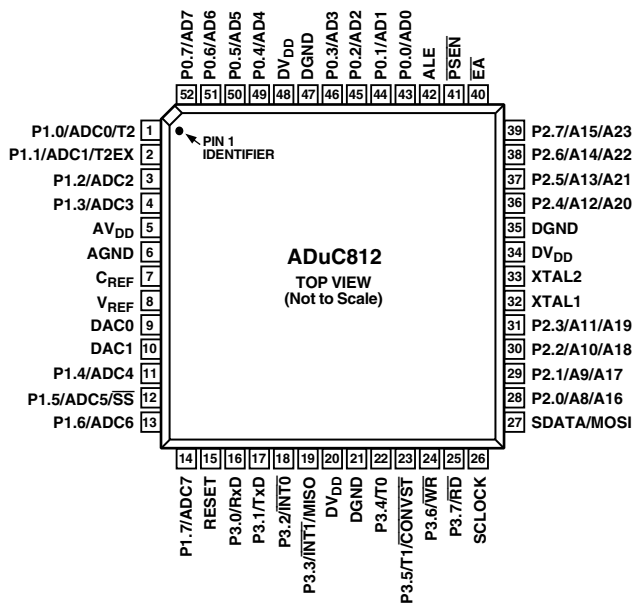 P0.7/AD7
P0.6/AD6
P0.5/AD5
P0.4/AD4
DVDD
DGND
P0.3/AD3
P0.2/AD2
P0.1/AD1
P0.0/AD0
ALE
P̅S̅E̅N̅
E̅A̅
52 51 50 49 48 47 46 45 44 43 42 41 40
P1.0/ADC0/T2 1
P1.1/ADC1/T2EX 2
P1.2/ADC2 3
P1.3/ADC3 4
AVDD 5
AGND 6
CREF 7
VREF 8
DAC0 9
DAC1 10
P1.4/ADC4 11
P1.5/ADC5/S̅S̅ 12
P1.6/ADC6 13
PIN 1
IDENTIFIER
ADuC812
TOP VIEW
(Not to Scale)
39 P2.7/A15/A23
38 P2.6/A14/A22
37 P2.5/A13/A21
36 P2.4/A12/A20
35 DGND
34 DVDD
33 XTAL2
32 XTAL1
31 P2.3/A11/A19
30 P2.2/A10/A18
29 P2.1/A9/A17
28 P2.0/A8/A16
27 SDATA/MOSI
14 15 16 17 18 19 20 21 22 23 24 25 26
P1.7/ADC7
RESET
P3.0/RxD
P3.1/TxD
P3.2/I̅N̅T̅0̅
P3.3/I̅N̅T̅1̅/MISO
DVDD
DGND
P3.4/T0
P3.5/T1/C̅O̅N̅V̅S̅T̅
P3.6/W̅R̅
P3.7/R̅D̅
SCLOCK